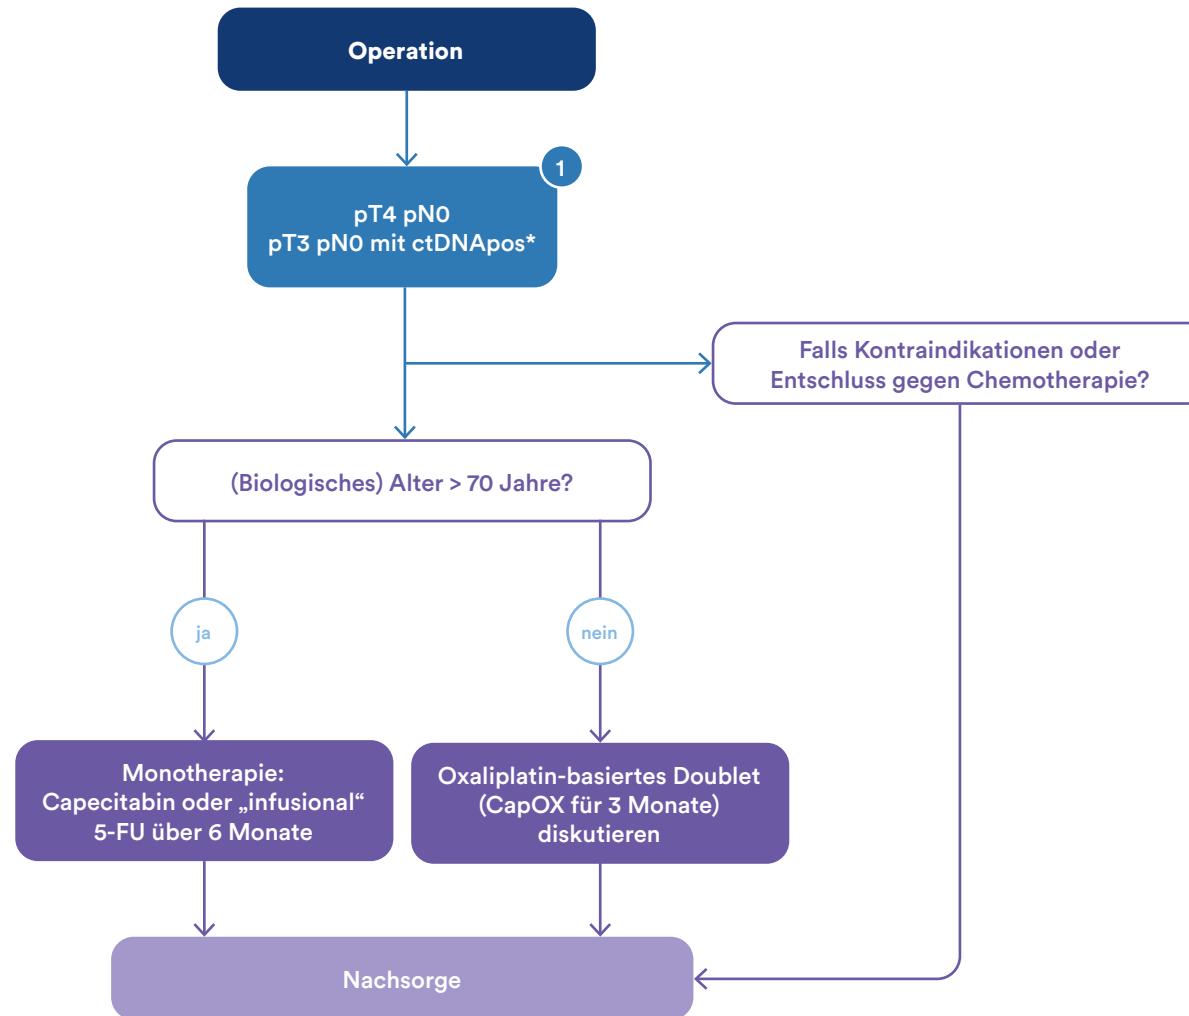 Operation
1
pT4 pN0
pT3 pN0 mit ctDNApos*
Falls Kontraindikationen oder
Entschluss gegen Chemotherapie?
(Biologisches) Alter > 70 Jahre?
ja
nein
Monotherapie:
Capecitabin oder „infusional“
5-FU über 6 Monate
Oxaliplatin-basiertes Doublet
(CapOX für 3 Monate)
diskutieren
Nachsorge